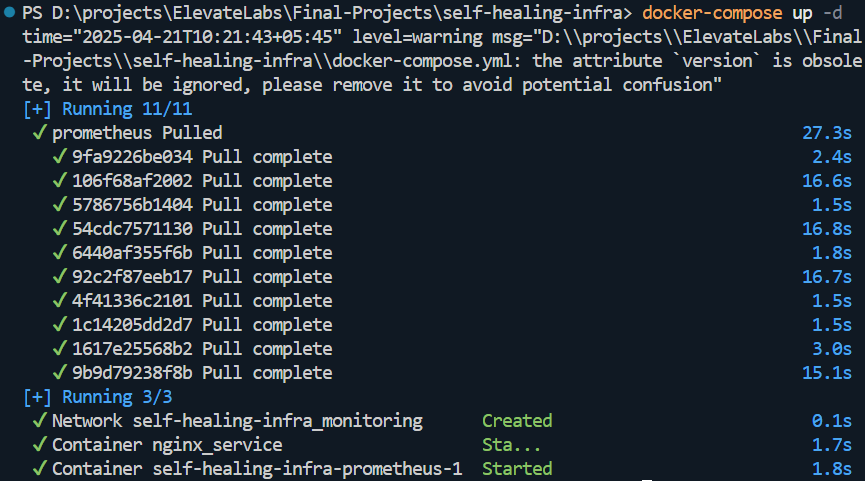 PS D:\projects\ElevateLabs\Final-Projects\self-healing-infra> docker-compose up -d
time="2025-04-21T10:21:43+05:45" level=warning msg="D:\\projects\\ElevateLabs\\Final
-Projects\\self-healing-infra\\docker-compose.yml: the attribute `version` is obsole
te, it will be ignored, please remove it to avoid potential confusion"
[+] Running 11/11
✓ prometheus Pulled 27.3s
✓ 9fa9226be034 Pull complete 2.4s
✓ 106f68af2002 Pull complete 16.6s
✓ 5786756b1404 Pull complete 1.5s
✓ 54cdc7571130 Pull complete 16.8s
✓ 6440af355f6b Pull complete 1.8s
✓ 92c2f87eeb17 Pull complete 16.7s
✓ 4f41336c2101 Pull complete 1.5s
✓ 1c14205dd2d7 Pull complete 1.5s
✓ 1617e25568b2 Pull complete 3.0s
✓ 9b9d79238f8b Pull complete 15.1s
[+] Running 3/3
✓ Network self-healing-infra_monitoring Created 0.1s
✓ Container nginx_service Sta... 1.7s
✓ Container self-healing-infra-prometheus-1 Started 1.8s